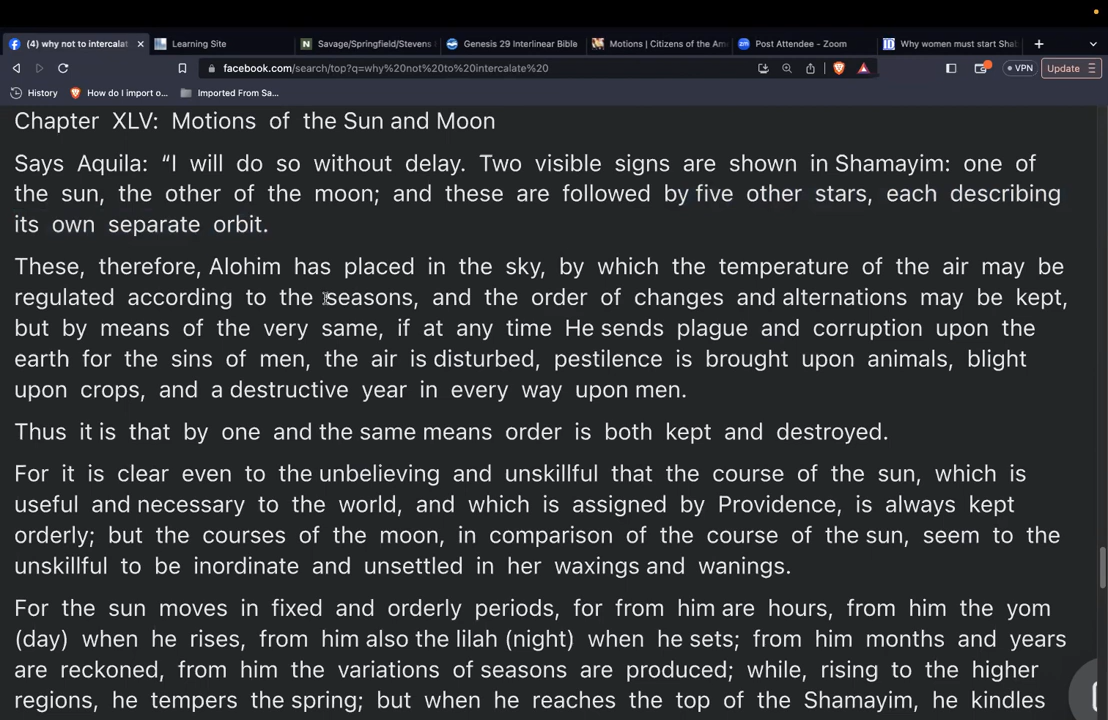 (4) why not to intercalat
Learning Site
Savage/Springfield/Stevens
Genesis 29 Interlinear Bible
Motions | Citizens of the Am
Post Attendee - Zoom
Why women must start Shab
facebook.com/search/top?q=why%20not%20to%20intercalate%20
VPN
Update
History
How do I import o...
Imported From Sa...
Chapter XLV: Motions of the Sun and Moon
Says Aquila: “I will do so without delay. Two visible signs are shown in Shamayim: one of
the sun, the other of the moon; and these are followed by five other stars, each describing
its own separate orbit.
These, therefore, Alohim has placed in the sky, by which the temperature of the air may be
regulated according to the seasons, and the order of changes and alternations may be kept,
but by means of the very same, if at any time He sends plague and corruption upon the
earth for the sins of men, the air is disturbed, pestilence is brought upon animals, blight
upon crops, and a destructive year in every way upon men.
Thus it is that by one and the same means order is both kept and destroyed.
For it is clear even to the unbelieving and unskillful that the course of the sun, which is
useful and necessary to the world, and which is assigned by Providence, is always kept
orderly; but the courses of the moon, in comparison of the course of the sun, seem to the
unskillful to be inordinate and unsettled in her waxings and wanings.
For the sun moves in fixed and orderly periods, for from him are hours, from him the yom
(day) when he rises, from him also the lilah (night) when he sets; from him months and years
are reckoned, from him the variations of seasons are produced; while, rising to the higher
regions, he tempers the spring; but when he reaches the top of the Shamayim, he kindles